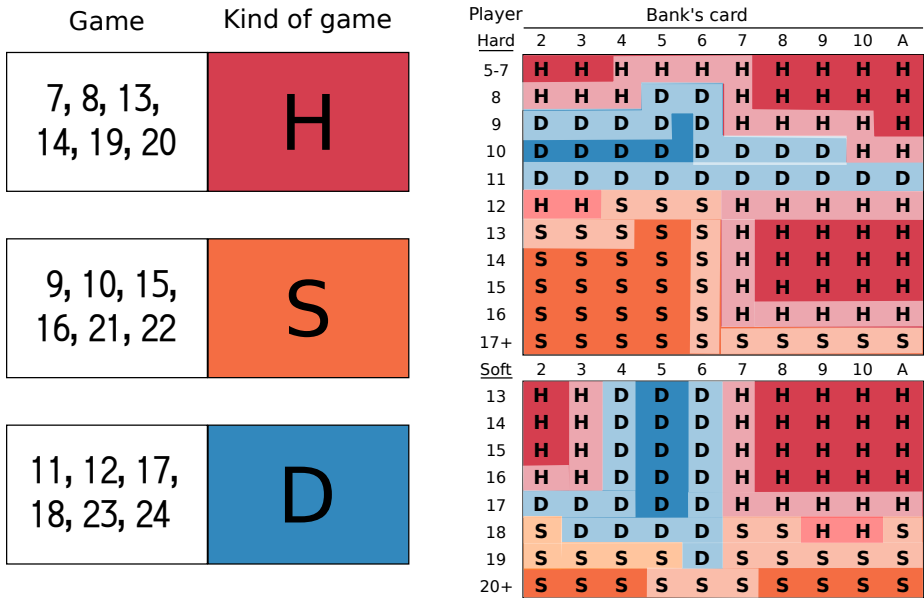 Game Kind of game
7, 8, 13,
14, 19, 20
H
9, 10, 15,
16, 21, 22
S
11, 12, 17,
18, 23, 24
D
Player Bank's card
Hard 2 3 4 5 6 7 8 9 10 A
5-7 H H H H H H H H H H
8 H H H D D H H H H H
9 D D D D D H H H H H
10 D D D D D D D D H H
11 D D D D D D D D D D
12 H H S S S H H H H H
13 S S S S S H H H H H
14 S S S S S H H H H H
15 S S S S S H H H H H
16 S S S S S H H H H H
17+ S S S S S S S S S S
Soft 2 3 4 5 6 7 8 9 10 A
13 H H D D D H H H H H
14 H H D D D H H H H H
15 H H D D D H H H H H
16 H H D D D H H H H H
17 D D D D D H H H H H
18 S D D D D S S H H S
19 S S S S D S S S S S
20+ S S S S S S S S S S